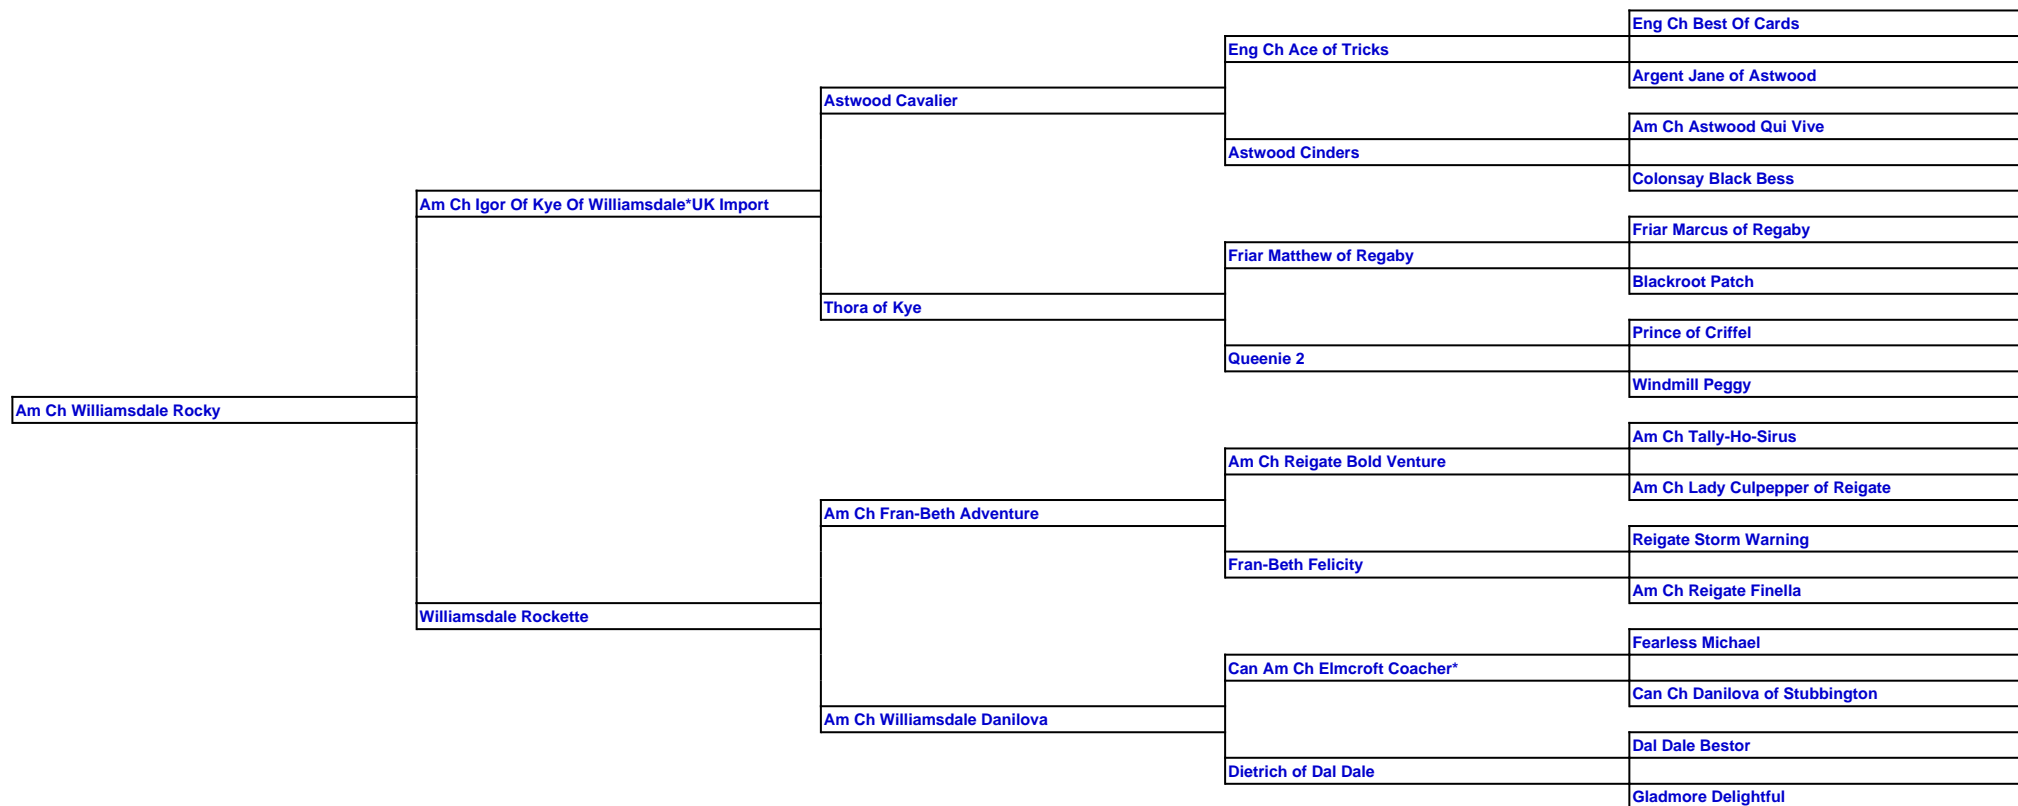 Eng Ch Best Of Cards
Eng Ch Ace of Tricks
Argent Jane of Astwood
Astwood Cavalier
Am Ch Astwood Qui Vive
Astwood Cinders
Colonsay Black Bess
Am Ch Igor Of Kye Of Williamsdale*UK Import
Friar Marcus of Regaby
Friar Matthew of Regaby
Blackroot Patch
Thora of Kye
Prince of Criffel
Queenie 2
Windmill Peggy
Am Ch Williamsdale Rocky
Am Ch Tally-Ho-Sirus
Am Ch Reigate Bold Venture
Am Ch Lady Culpepper of Reigate
Am Ch Fran-Beth Adventure
Reigate Storm Warning
Fran-Beth Felicity
Am Ch Reigate Finella
Williamsdale Rockette
Fearless Michael
Can Am Ch Elmcroft Coacher*
Can Ch Danilova of Stubbington
Am Ch Williamsdale Danilova
Dal Dale Bestor
Dietrich of Dal Dale
Gladmore Delightful